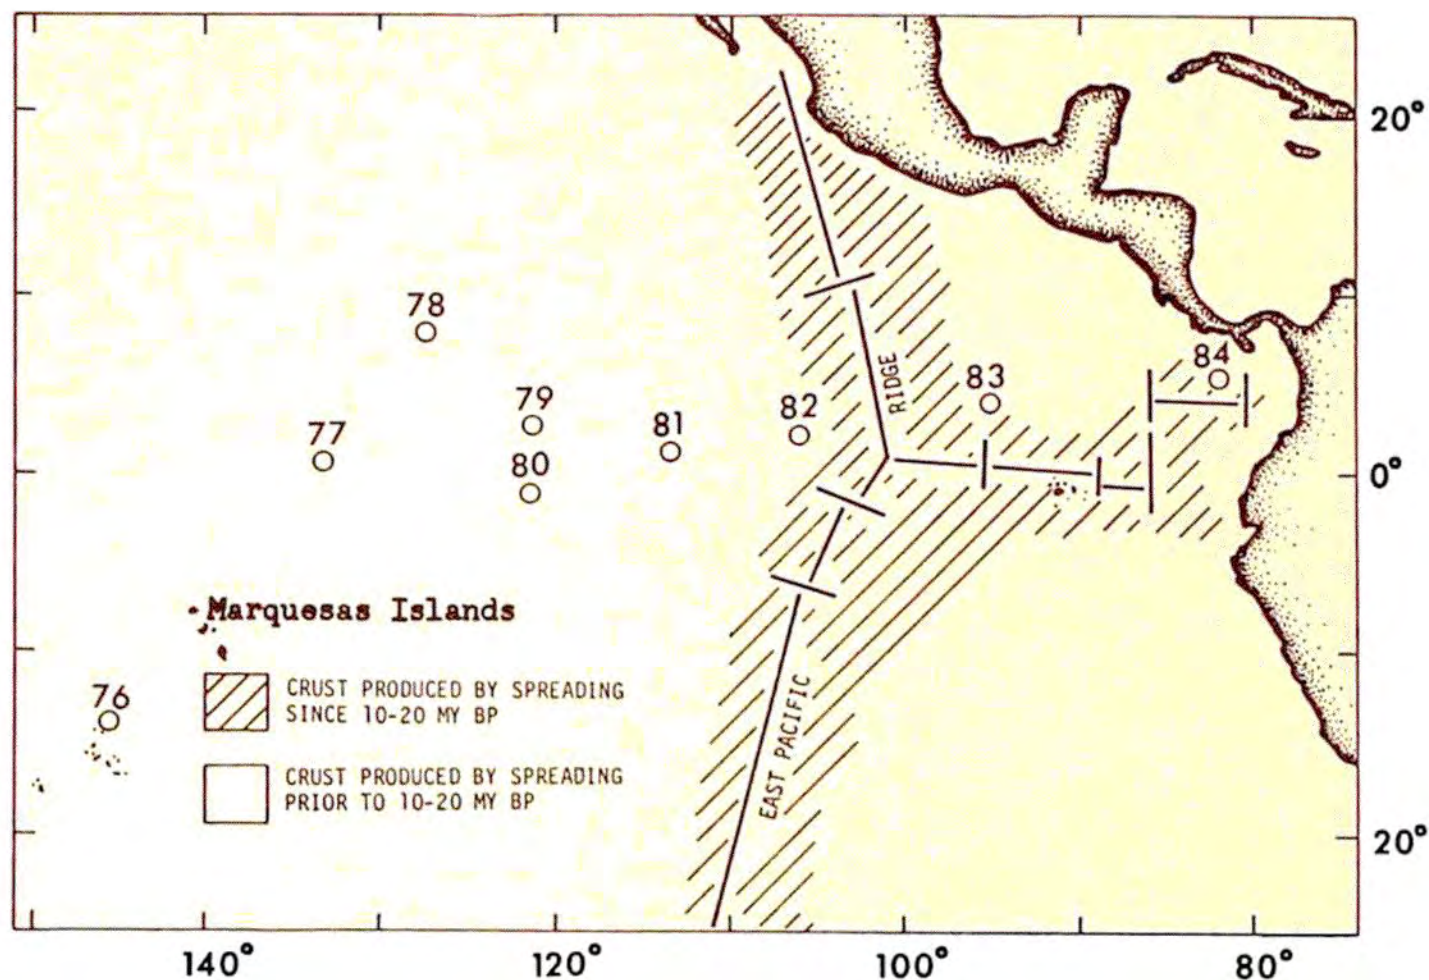 20°
78
84
RIDGE
83
79
82
81
77
0°
80
Marquesas Islands
CRUST PRODUCED BY SPREADING
SINCE 10-20 MY BP
EAST PACIFIC
76
CRUST PRODUCED BY SPREADING
PRIOR TO 10-20 MY BP
20°
140°
120°
100°
80°